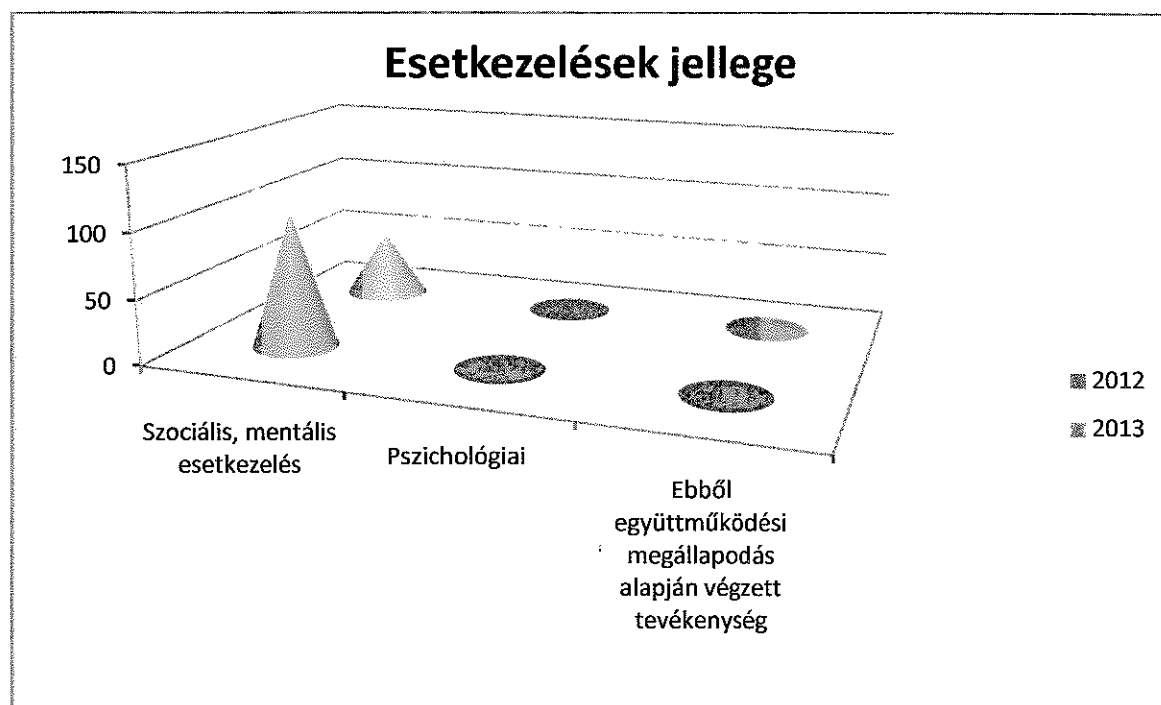 Esetkezelések jellege
150
100
50
0
Szociális, mentális
esetkezelés
Pszichológiai
Ebből
együttműködési
megállapodás
alapján végzett
tevékenység
2012
2013